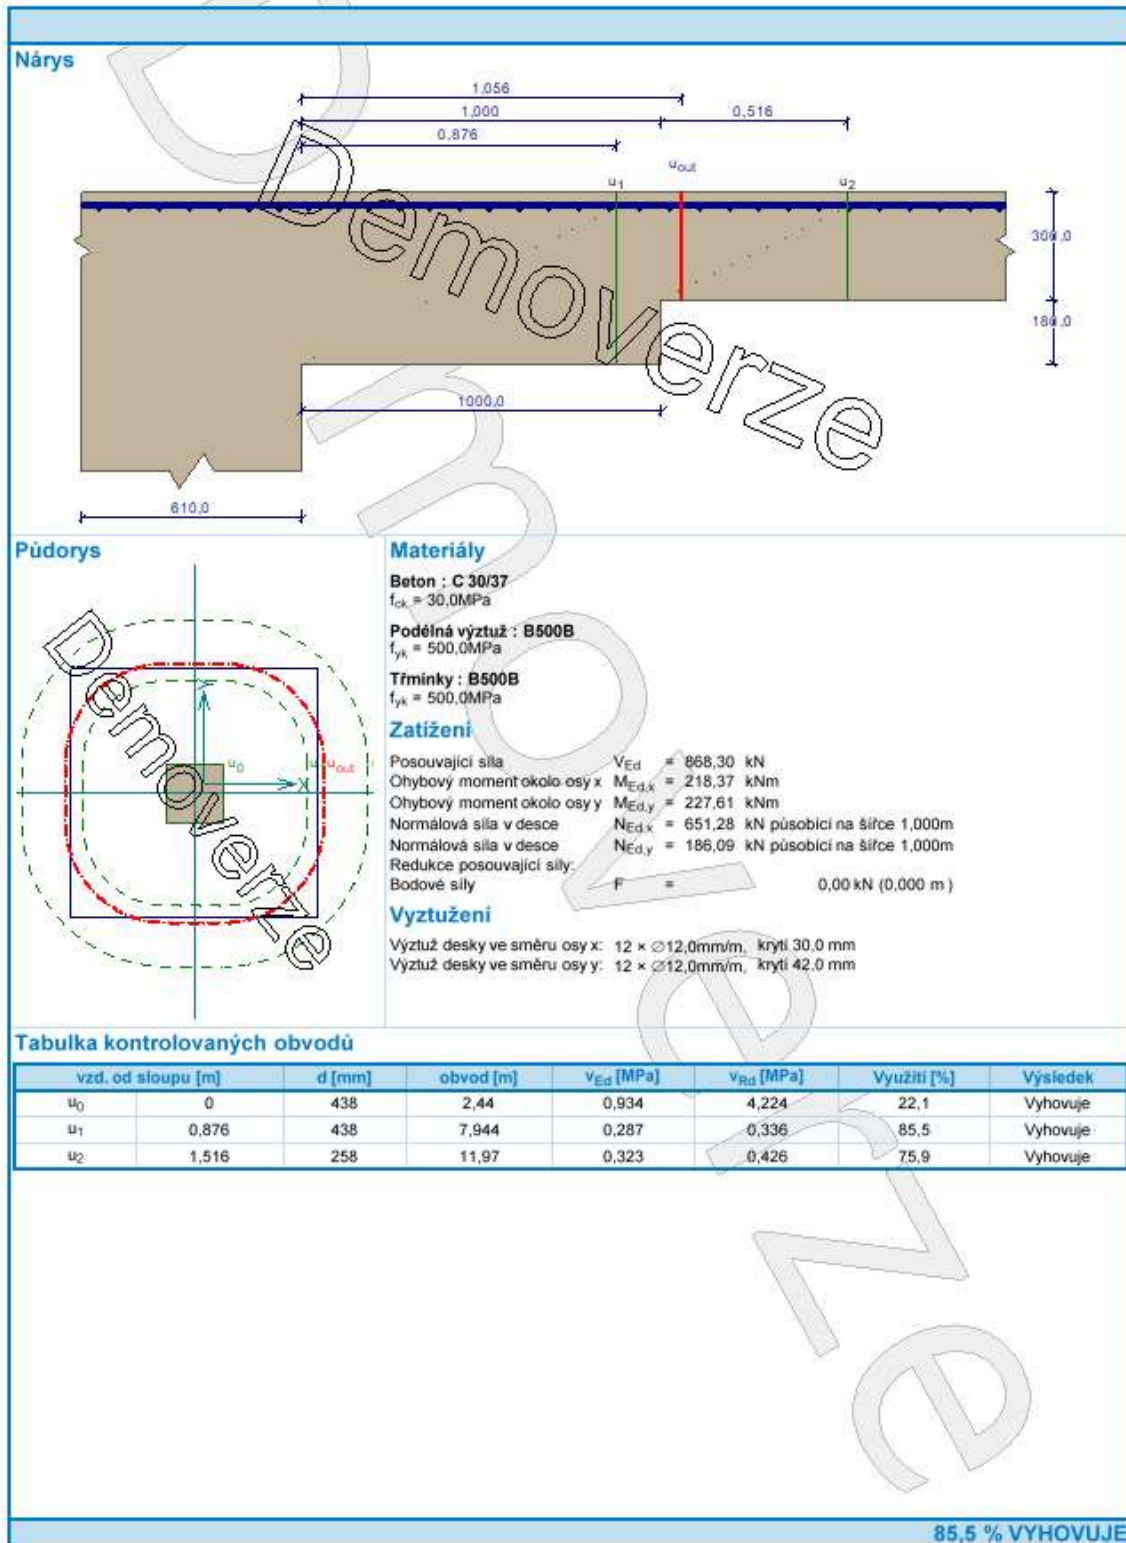 Nárys
1,056
1,000
0,516
0,876
u1
uout
u2
300,0
180,0
1000,0
610,0
Demoverze
Půdorys
u0
u
uout
X
Y
Demoverze
Materiály
Beton : C 30/37
fck = 30,0MPa
Podélná výztuž : B500B
fyk = 500,0MPa
Třmínky : B500B
fyk = 500,0MPa
Zatížení
Posouvající síla VEd = 868,30 kN
Ohybový moment okolo osy x MEd,x = 218,37 kNm
Ohybový moment okolo osy y MEd,y = 227,61 kNm
Normálová síla v desce NEd,x = 651,28 kN působící na šířce 1,000m
Normálová síla v desce NEd,y = 186,09 kN působící na šířce 1,000m
Redukce posouvající síly:
Bodové síly F = 0,00 kN (0,000 m )
Vyztužení
Výztuž desky ve směru osy x: 12 × ∅12,0mm/m, krytí 30,0 mm
Výztuž desky ve směru osy y: 12 × ∅12,0mm/m, krytí 42,0 mm
Tabulka kontrolovaných obvodů
vzd. od sloupu [m] d [mm] obvod [m] vEd [MPa] vRd [MPa] Využití [%] Výsledek
u0 0 438 2,44 0,934 4,224 22,1 Vyhovuje
u1 0,876 438 7,944 0,287 0,336 85,5 Vyhovuje
u2 1,516 258 11,97 0,323 0,426 75,9 Vyhovuje
Demoverze
85,5 % VYHOVUJE